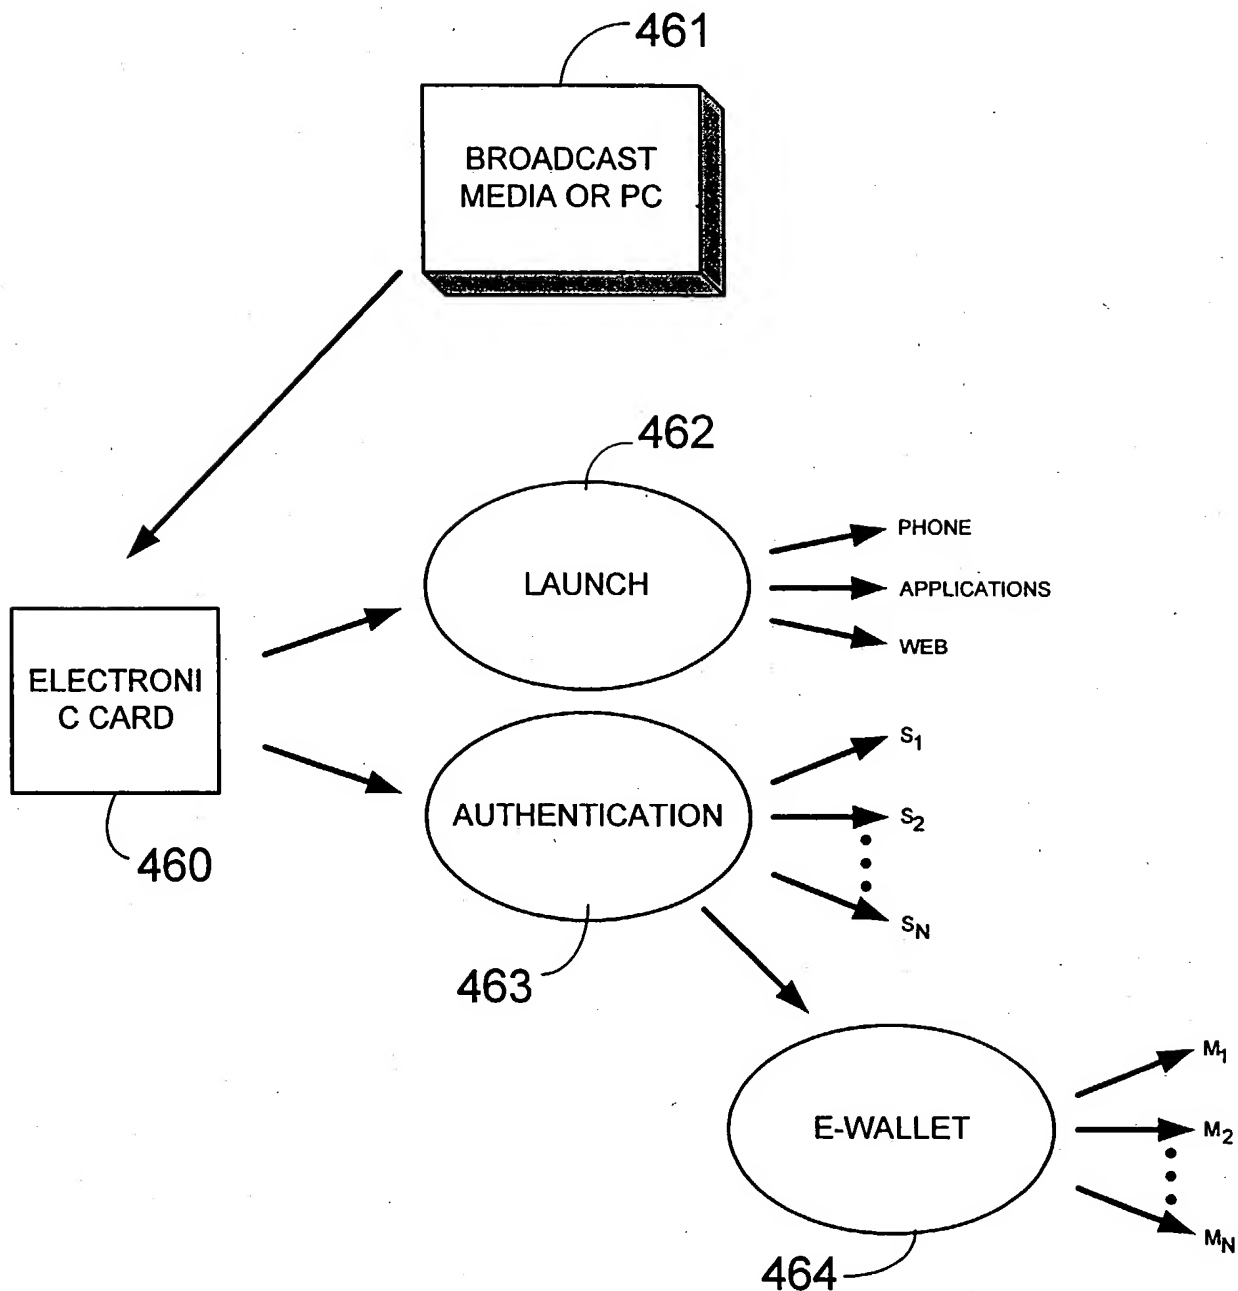 461
BROADCAST
MEDIA OR PC
462
LAUNCH
PHONE
APPLICATIONS
WEB
ELECTRONI
C CARD
460
AUTHENTICATION
S1
S2
SN
463
E-WALLET
M1
M2
MN
464